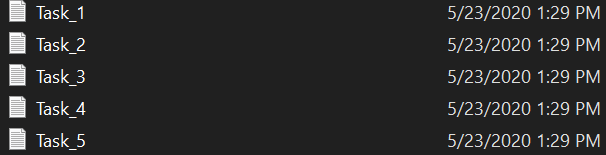 Task_1 5/23/2020 1:29 PM
Task_2 5/23/2020 1:29 PM
Task_3 5/23/2020 1:29 PM
Task_4 5/23/2020 1:29 PM
Task_5 5/23/2020 1:29 PM